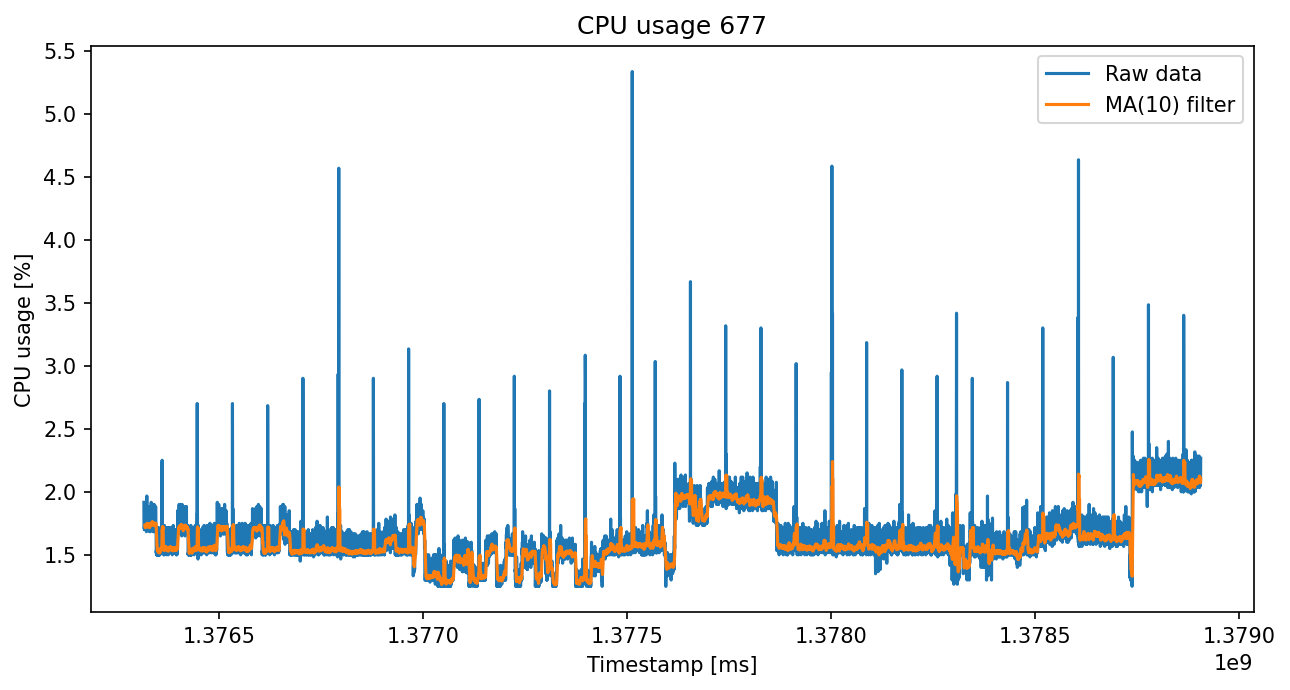 CPU usage 677
Raw data
MA(10) filter
CPU usage [%]
5.5
5.0
4.5
4.0
3.5
3.0
2.5
2.0
1.5
1.3765 1.3770 1.3775 1.3780 1.3785 1.3790
1e9
Timestamp [ms]